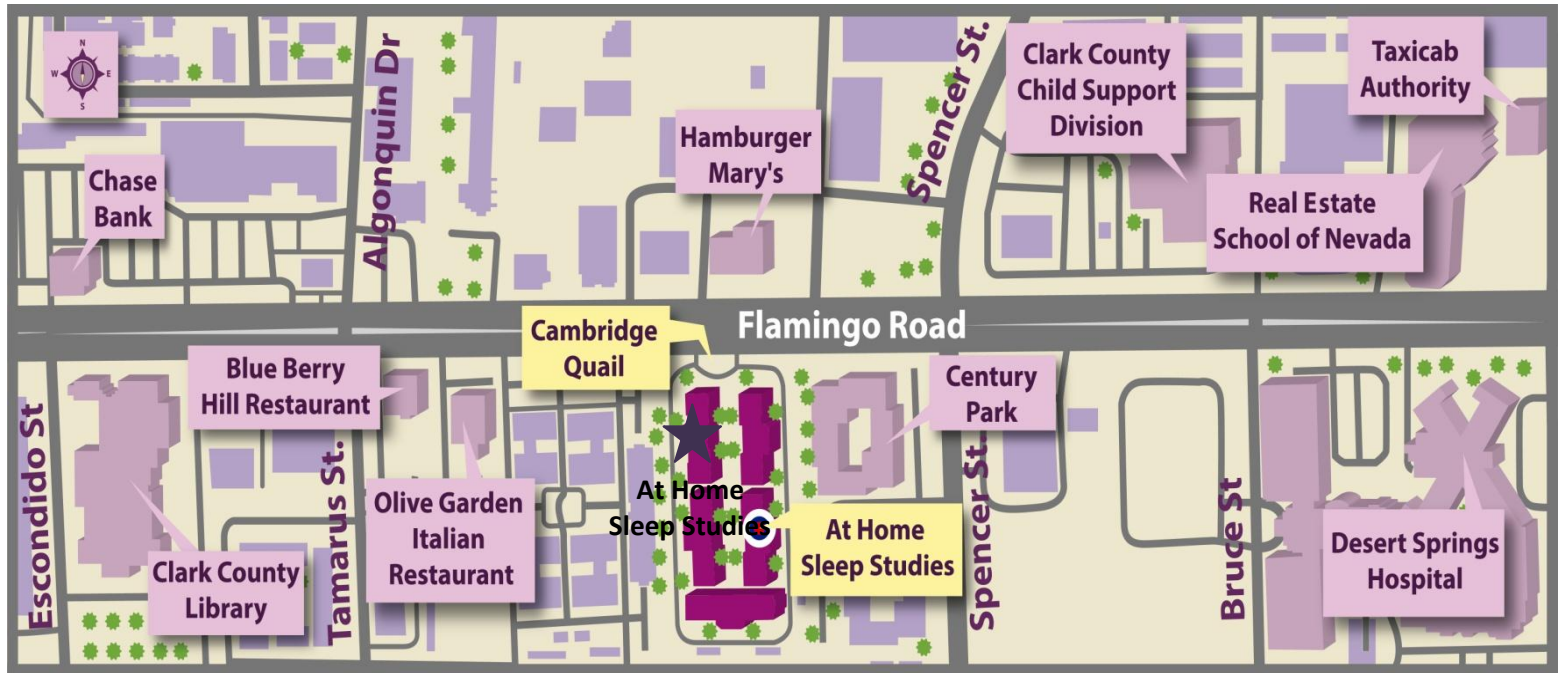 N
W
E
S
Chase
Bank
Algonquin Dr
Hamburger
Mary's
Spencer St.
Clark County
Child Support
Division
Taxicab
Authority
Real Estate
School of Nevada
Flamingo Road
Cambridge
Quail
Blue Berry
Hill Restaurant
Century
Park
Escondido St
Clark County
Library
Tamarus St.
Olive Garden
Italian
Restaurant
At Home
Sleep Studies
At Home
Sleep Studies
Spencer St.
Bruce St
Desert Springs
Hospital